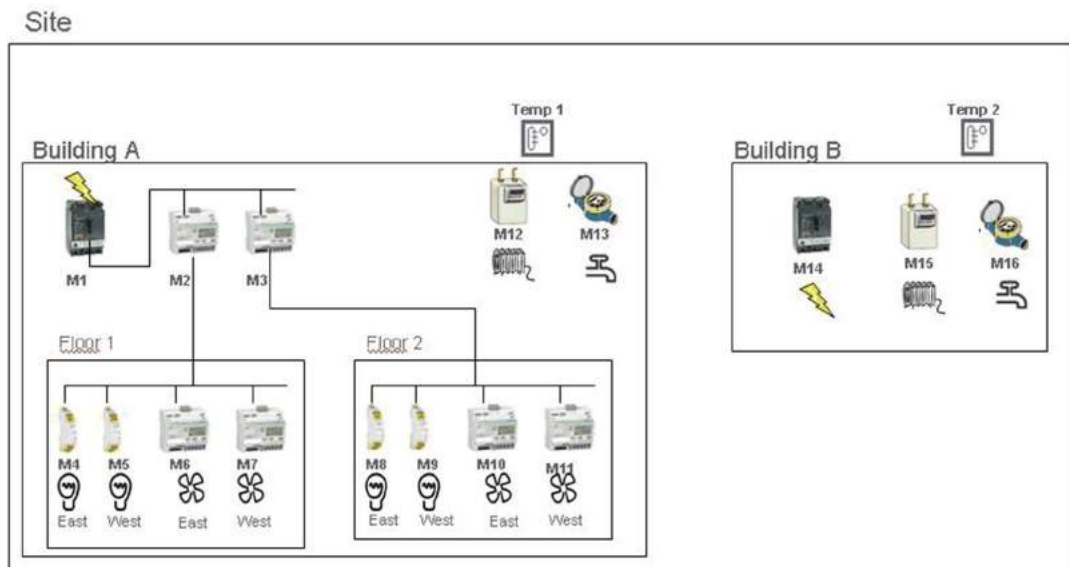 Site
Temp 1
Temp 2
Building A
Building B
M12
M13
M1
M2
M3
M14
M15
M16
Floor 1
Floor 2
M4
M5
M6
M7
M8
M9
M10
M11
East
West
East
West
East
West
East
West